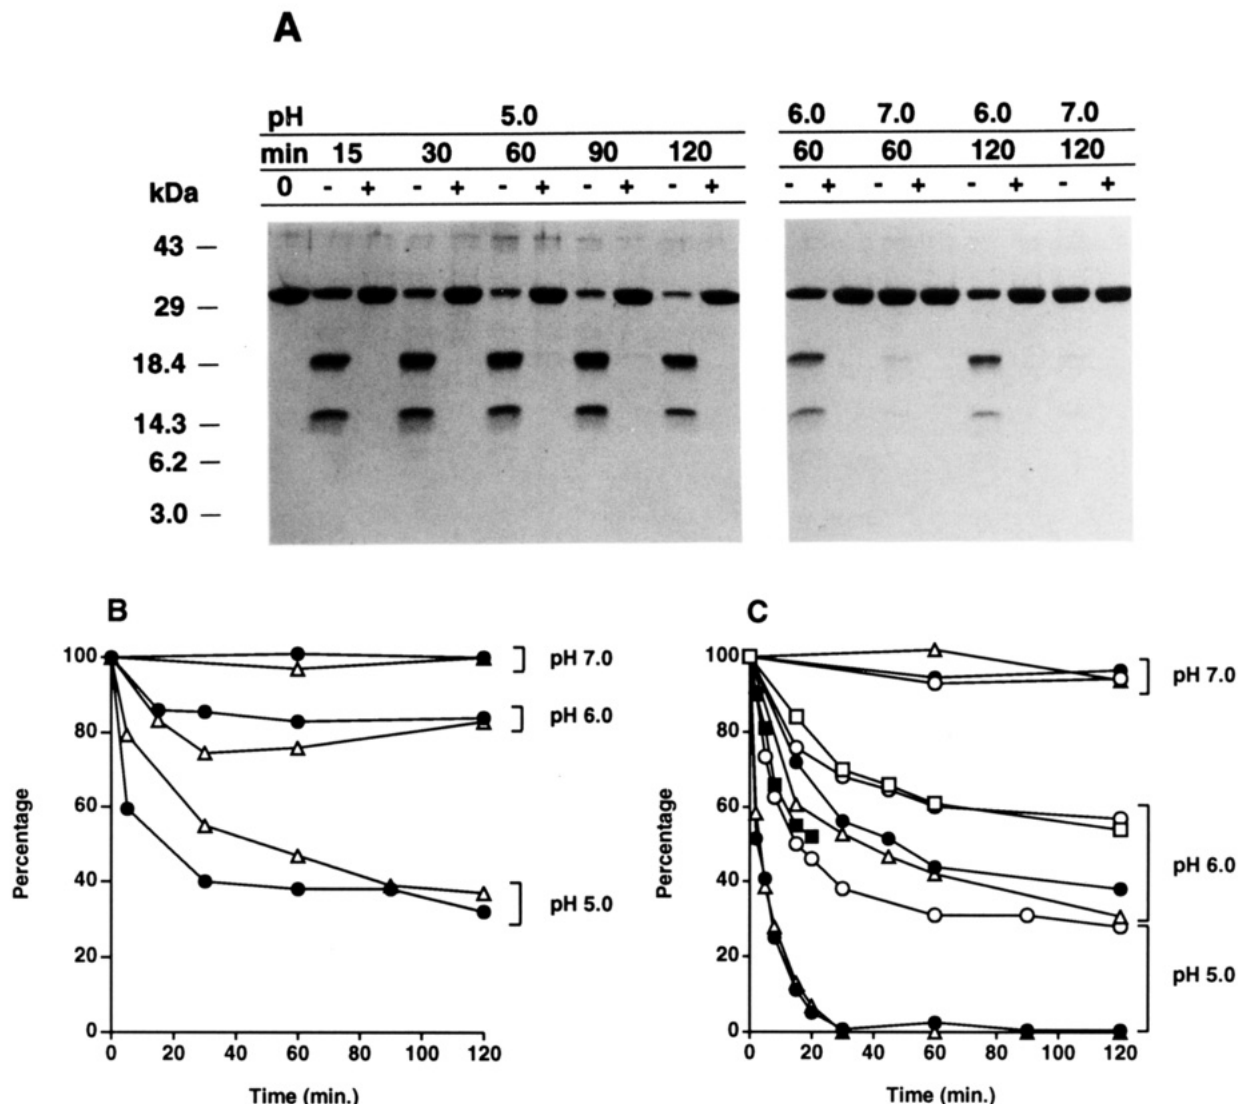 A
pH 5.0 6.0 7.0 6.0 7.0
min 15 30 60 90 120 60 60 120 120
kDa 0 - + - + - + - + - + - + - + - + - +
43
29
18.4
14.3
6.2
3.0
B
100
80
60
40
20
0
0 20 40 60 80 100 120
Percentage
Time (min.)
pH 7.0
pH 6.0
pH 5.0
C
100
80
60
40
20
0
0 20 40 60 80 100 120
Percentage
Time (min.)
pH 7.0
pH 6.0
pH 5.0